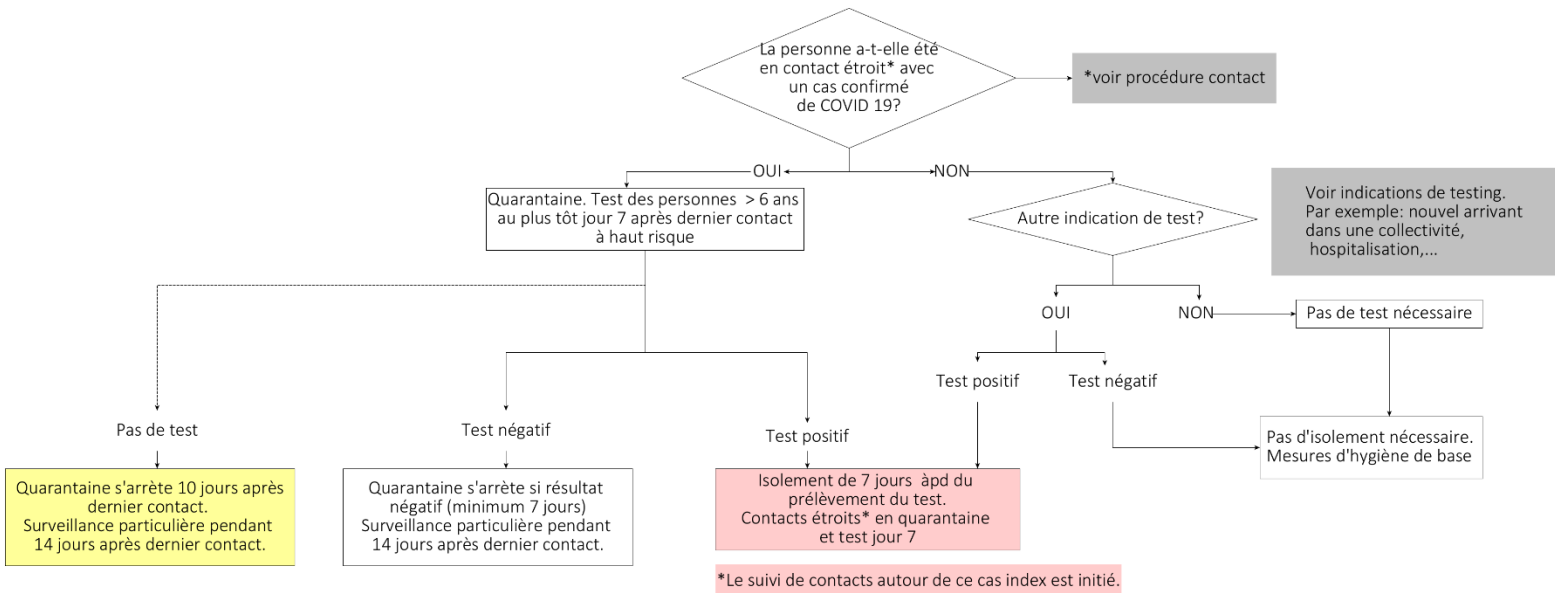 La personne a-t-elle été
en contact étroit* avec
un cas confirmé
de COVID 19?
*voir procédure contact
OUI
NON
Quarantaine. Test des personnes > 6 ans
au plus tôt jour 7 après dernier contact
à haut risque
Autre indication de test?
Voir indications de testing.
Par exemple: nouvel arrivant
dans une collectivité,
hospitalisation,...
OUI
NON
Pas de test nécessaire
Test positif
Test négatif
Pas de test
Test négatif
Test positif
Pas d'isolement nécessaire.
Mesures d'hygiène de base
Quarantaine s'arrète 10 jours après
dernier contact.
Surveillance particulière pendant
14 jours après dernier contact.
Quarantaine s'arrète si résultat
négatif (minimum 7 jours)
Surveillance particulière pendant
14 jours après dernier contact.
Isolement de 7 jours àpd du
prélèvement du test.
Contacts étroits* en quarantaine
et test jour 7
*Le suivi de contacts autour de ce cas index est initié.